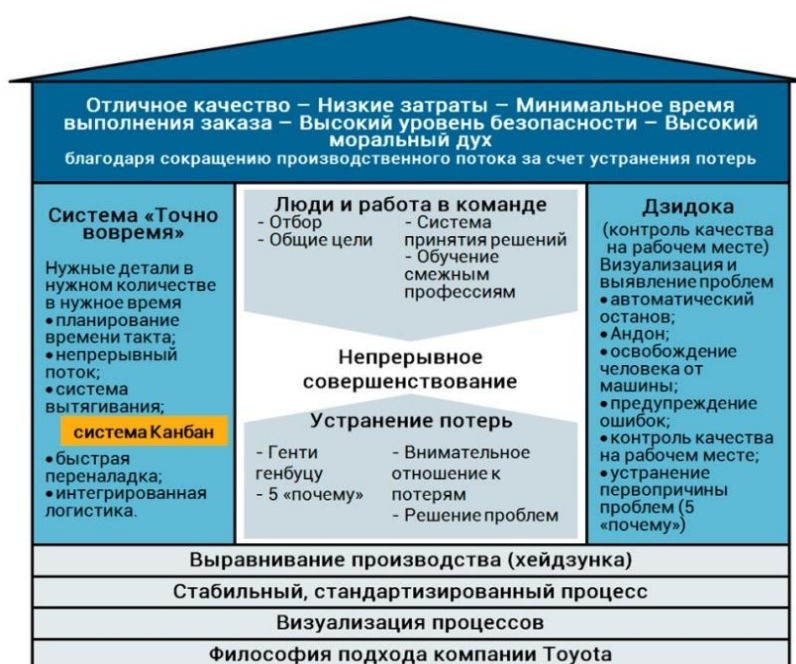 Отличное качество – Низкие затраты – Минимальное время
выполнения заказа – Высокий уровень безопасности – Высокий
моральный дух
благодаря сокращению производственного потока за счет устранения потерь
Система «Точно
вовремя»
Нужные детали в
нужном количестве
в нужное время
• планирование
времени такта;
• непрерывный
поток;
• система
вытягивания;
система Канбан
• быстрая
переналадка;
• интегрированная
логистика.
Люди и работа в команде
- Отбор
- Общие цели
- Система
принятия решений
- Обучение
смежным
профессиям
Непрерывное
совершенствование
Устранение потерь
- Генти
генбуцу
- 5 «почему»
- Внимательное
отношение к
потерям
- Решение проблем
Дзидока
(контроль качества
на рабочем месте)
Визуализация и
выявление проблем
• автоматический
останов;
• Андон;
• освобождение
человека от
машины;
• предупреждение
ошибок;
• контроль качества
на рабочем месте;
• устранение
первопричины
проблем (5
«почему»)
Выравнивание производства (хейдзунка)
Стабильный, стандартизированный процесс
Визуализация процессов
Философия подхода компании Toyota